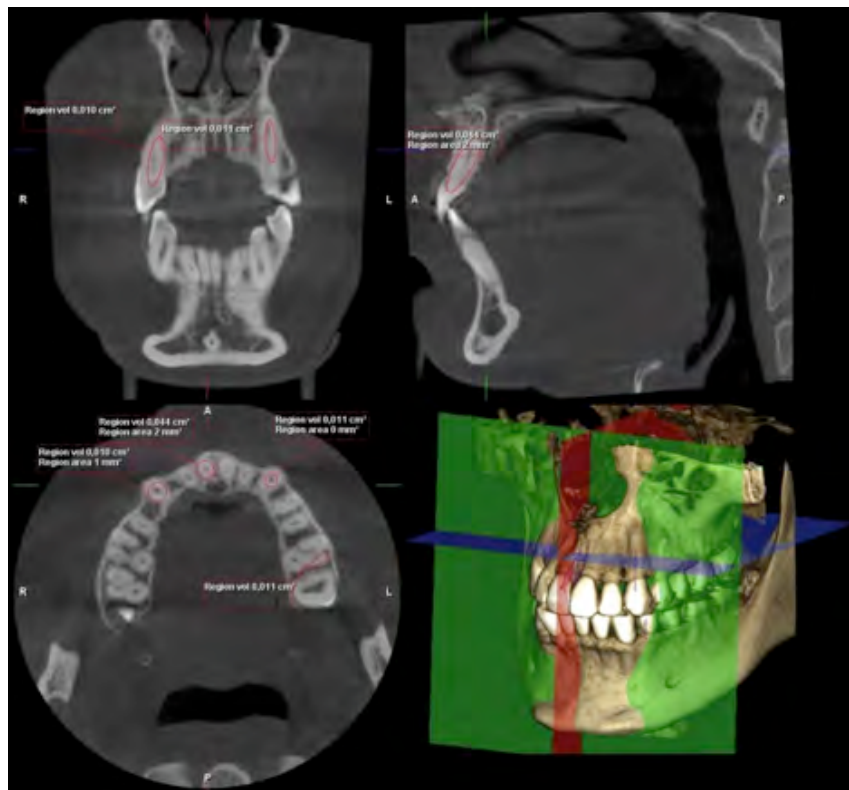 Region vol 0,010 cm³
Region vol 0,011 cm³
R
L
Region vol 0,044 cm³
Region area 2 mm²
A
P
A
Region vol 0,044 cm³
Region area 2 mm²
Region vol 0,011 cm³
Region area 0 mm²
Region vol 0,010 cm³
Region area 1 mm²
R
Region vol 0,011 cm³
L
P